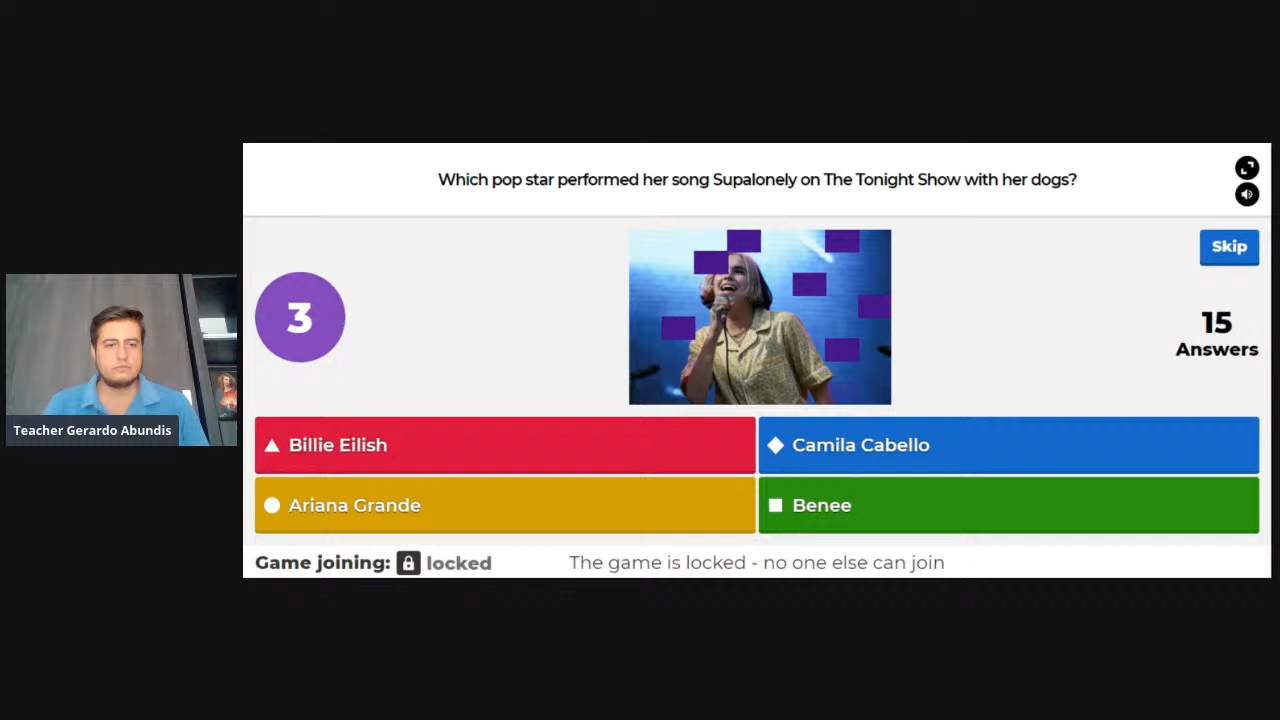 Which pop star performed her song Supalonely on The Tonight Show with her dogs?
Skip
3
15
Answers
Teacher Gerardo Abundis
Billie Eilish
Camila Cabello
Ariana Grande
Benee
Game joining: locked
The game is locked - no one else can join